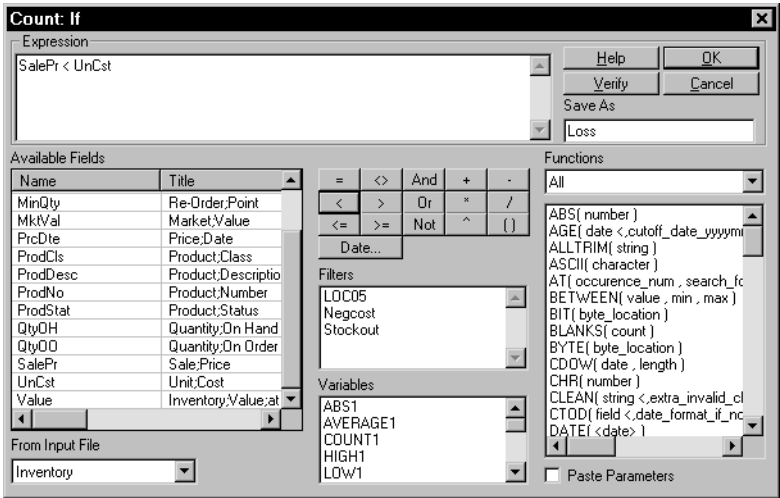 Count: If
Expression
SalePr < UnCst
Help
OK
Verify
Cancel
Save As
Loss
Available Fields
Name Title
MinQty Re-Order;Point
MktVal Market;Value
PrcDte Price;Date
ProdCls Product;Class
ProdDesc Product;Descriptio
ProdNo Product;Number
ProdStat Product;Status
QtyOH Quantity;On Hand
QtyOO Quantity;On Order
SalePr Sale;Price
UnCst Unit;Cost
Value Inventory;Value;at
From Input File
Inventory
= <> And + -
< > Or * /
<= >= Not ^ ( )
Date...
Filters
LOC05
Negcost
Stockout
Variables
ABS1
AVERAGE1
COUNT1
HIGH1
LOW1
Functions
All
ABS( number )
AGE( date <,cutoff_date_yyyymm
ALLTRIM( string )
ASCII( character )
AT( occurence_num , search_fo
BETWEEN( value , min , max )
BIT( byte_location )
BLANKS( count )
BYTE( byte_location )
CDOW( date , length )
CHR( number )
CLEAN( string <,extra_invalid_cl
CTOD( field <,date_format_if_no
DATE( <date> )
Paste Parameters